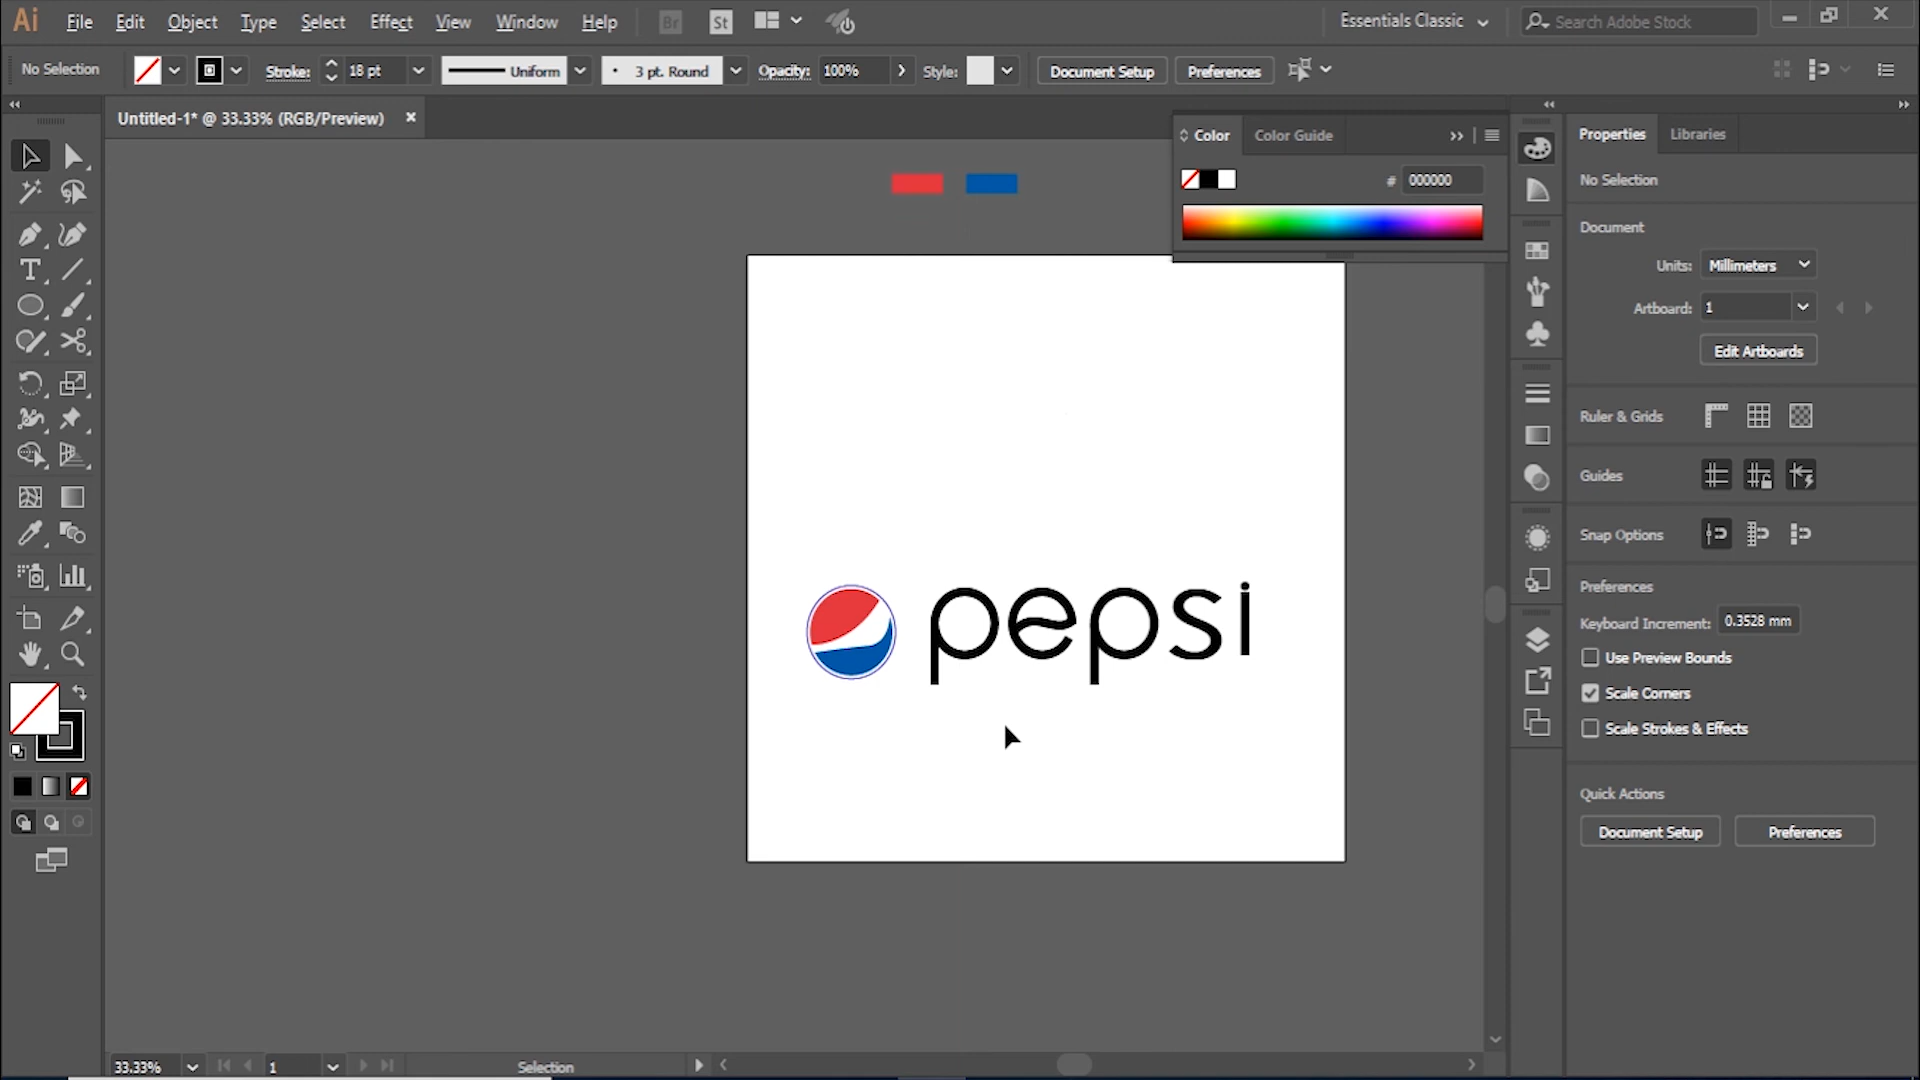 Ai File Edit Object Type Select Effect View Window Help Br St Essentials Classic Search Adobe Stock
No Selection Stroke: 18 pt Uniform 3 pt. Round Opacity: 100% Style: Document Setup Preferences
Untitled-1* @ 33.33% (RGB/Preview)
Color Color Guide
# 000000
Properties Libraries
No Selection
Document
Units: Millimeters
Artboard: 1
Edit Artboards
Ruler & Grids
Guides
Snap Options
Preferences
Keyboard Increment: 0.3528 mm
Use Preview Bounds
Scale Corners
Scale Strokes & Effects
Quick Actions
Document Setup Preferences
pepsi
33.33% 1 Selection